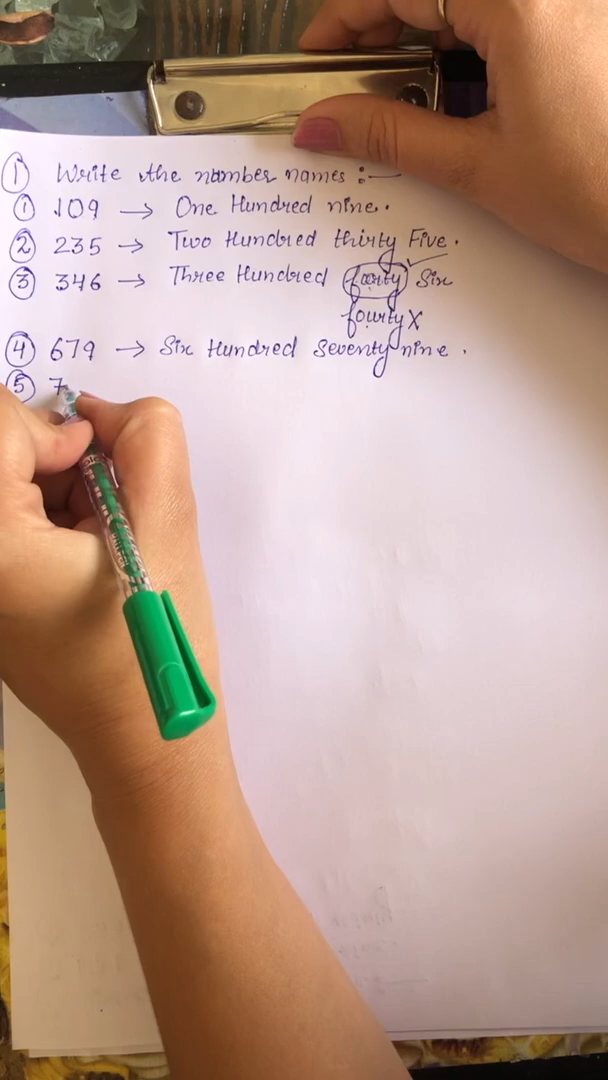 ① Write the number names :—
① 109 → One Hundred nine.
② 235 → Two Hundred thirty Five.
③ 346 → Three Hundred forty ✓ Six
fourty X
④ 679 → Six Hundred Seventy nine.
⑤ 7